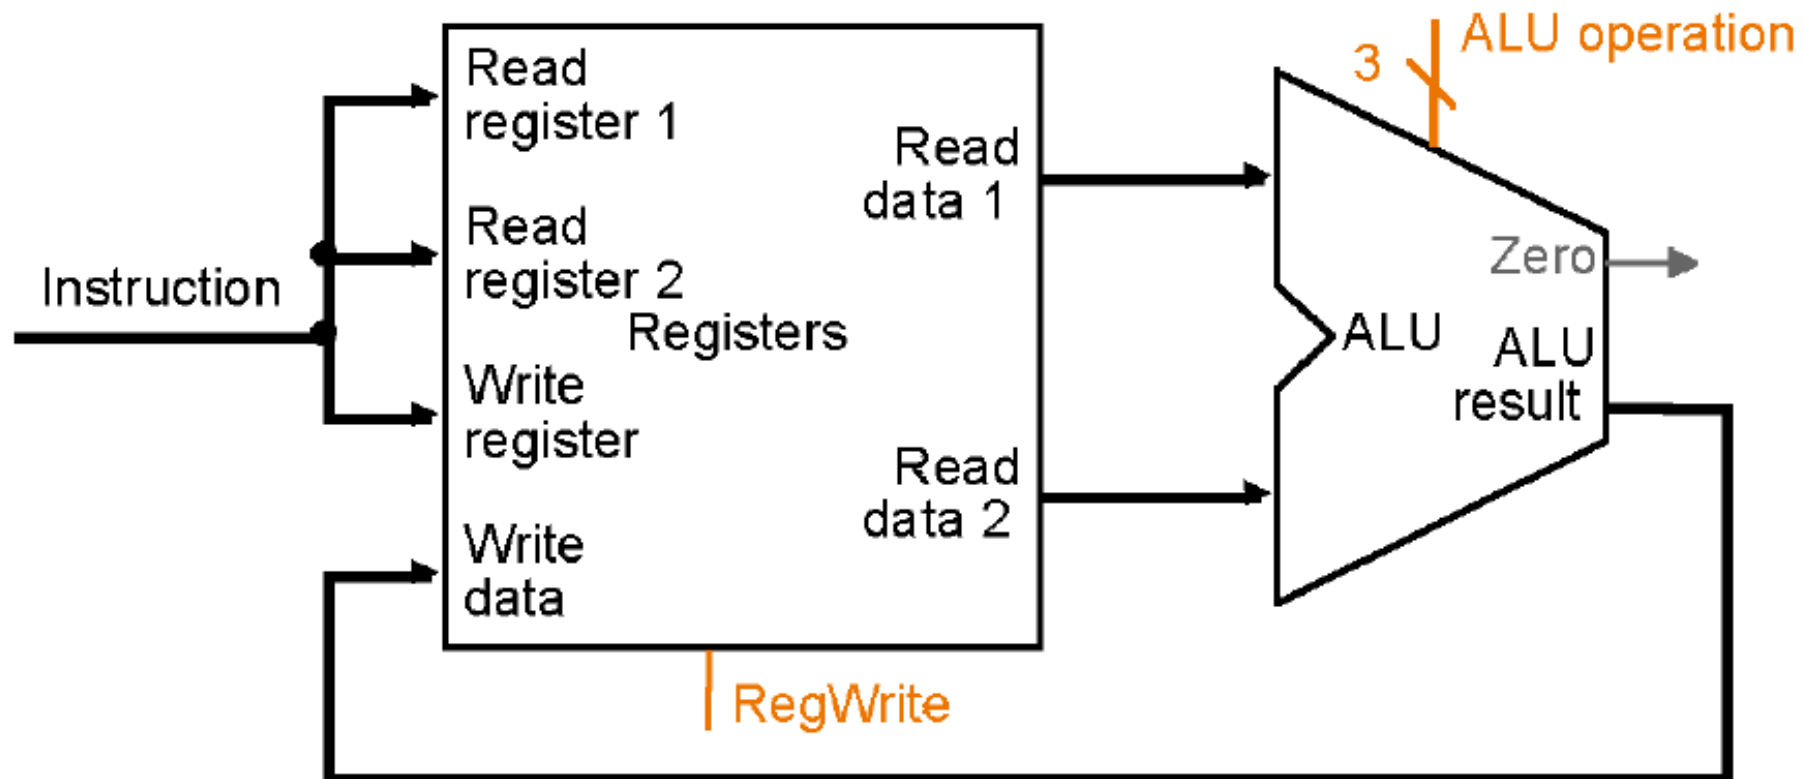 Instruction
Read
register 1
Read
register 2
Registers
Write
register
Write
data
Read
data 1
Read
data 2
RegWrite
3
ALU operation
Zero
ALU
ALU
result